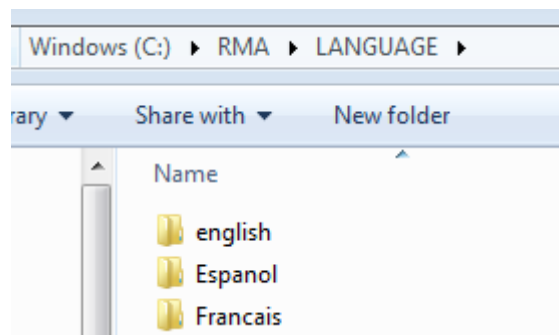 Windows (C:) ▸ RMA ▸ LANGUAGE ▸
rary ▾ Share with ▾ New folder
Name
english
Espanol
Francais